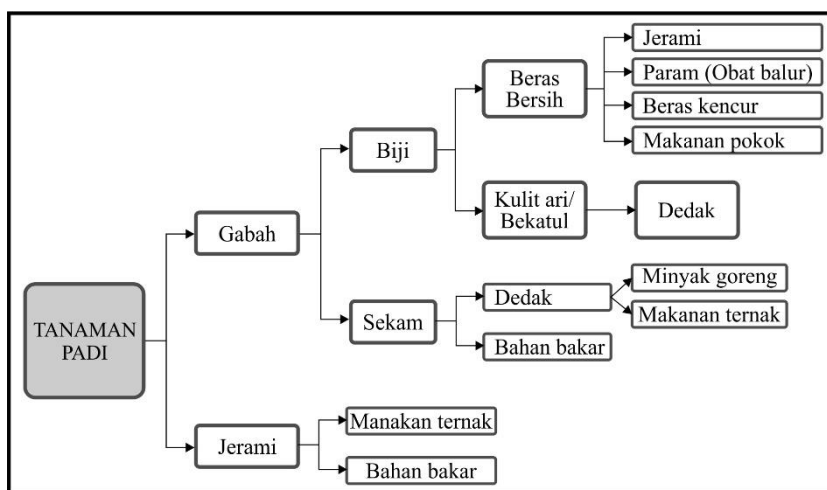 TANAMAN
PADI
Gabah
Biji
Beras
Bersih
Jerami
Param (Obat balur)
Beras kencur
Makanan pokok
Kulit ari/
Bekatul
Dedak
Sekam
Dedak
Minyak goreng
Makanan ternak
Bahan bakar
Jerami
Manakan ternak
Bahan bakar